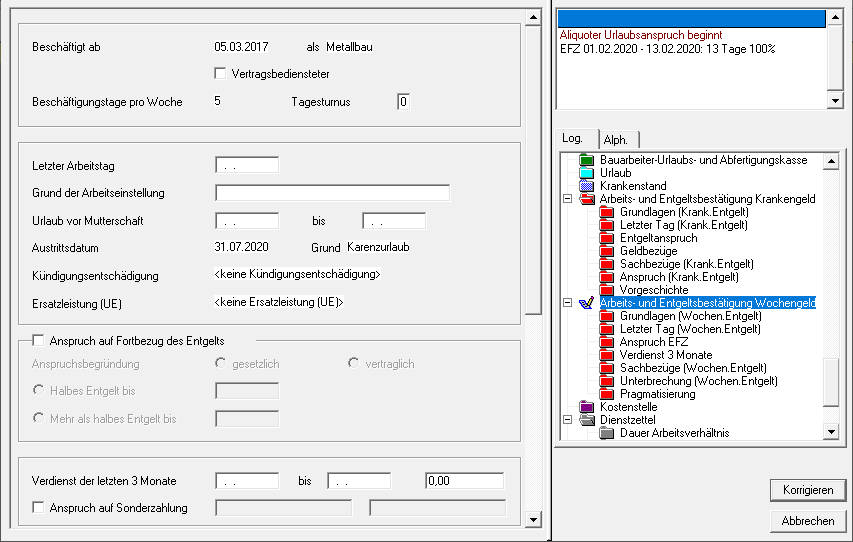 Beschäftigt ab 05.03.2017 als Metallbau
Vertragsbediensteter
Beschäftigungstage pro Woche 5 Tagesturnus 0
Letzter Arbeitstag . .
Grund der Arbeitseinstellung
Urlaub vor Mutterschaft . . bis . .
Austrittsdatum 31.07.2020 Grund Karenzurlaub
Kündigungsentschädigung <keine Kündigungsentschädigung>
Ersatzleistung (UE) <keine Ersatzleistung (UE)>
Anspruch auf Fortbezug des Entgelts
Anspruchsbegründung gesetzlich vertraglich
Halbes Entgelt bis
Mehr als halbes Entgelt bis
Verdienst der letzten 3 Monate . . bis . . 0,00
Anspruch auf Sonderzahlung
Aliquoter Urlaubsanspruch beginnt
EFZ 01.02.2020 - 13.02.2020: 13 Tage 100%
Log. Alph.
Bauarbeiter-Urlaubs- und Abfertigungskasse
Urlaub
Krankenstand
Arbeits- und Entgeltsbestätigung Krankengeld
Grundlagen (Krank.Entgelt)
Letzter Tag (Krank.Entgelt)
Entgeltanspruch
Geldbezüge
Sachbezüge (Krank.Entgelt)
Anspruch (Krank.Entgelt)
Vorgeschichte
Arbeits- und Entgeltsbestätigung Wochengeld
Grundlagen (Wochen.Entgelt)
Letzter Tag (Wochen.Entgelt)
Anspruch EFZ
Verdienst 3 Monate
Sachbezüge (Wochen.Entgelt)
Unterbrechung (Wochen.Entgelt)
Pragmatisierung
Kostenstelle
Dienstzettel
Dauer Arbeitsverhältnis
Korrigieren
Abbrechen